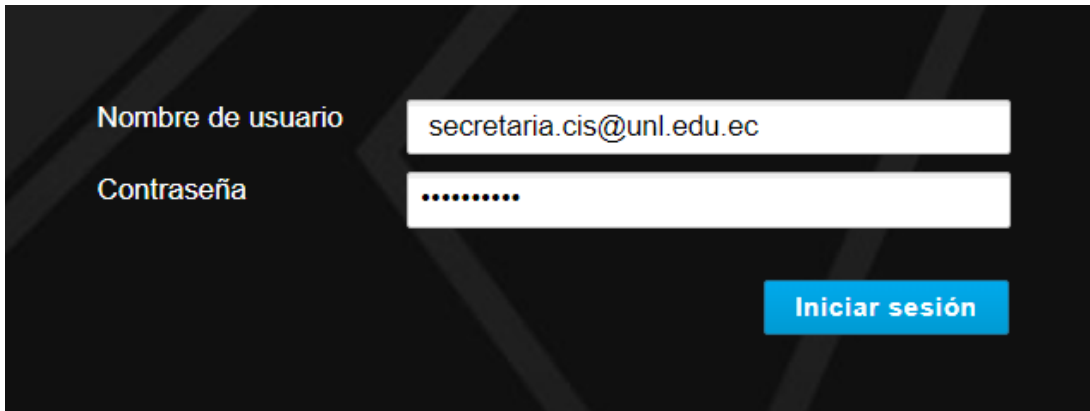 Nombre de usuario secretaria.cis@unl.edu.ec
Contraseña ••••••••••
Iniciar sesión